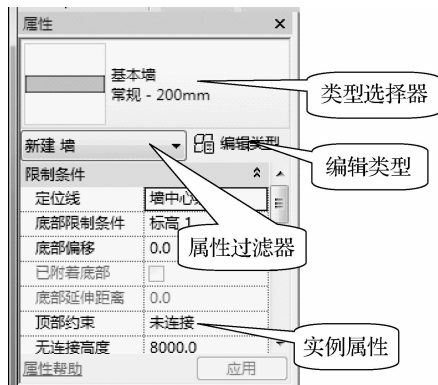 属性
基本墙
常规 - 200mm
类型选择器
新建 墙
编辑类型
编辑类型
限制条件
定位线 墙中心
底部限制条件 标高 1
属性过滤器
底部偏移 0.0
已附着底部
底部延伸距离 0.0
顶部约束 未连接
实例属性
无连接高度 8000.0
属性帮助 应用